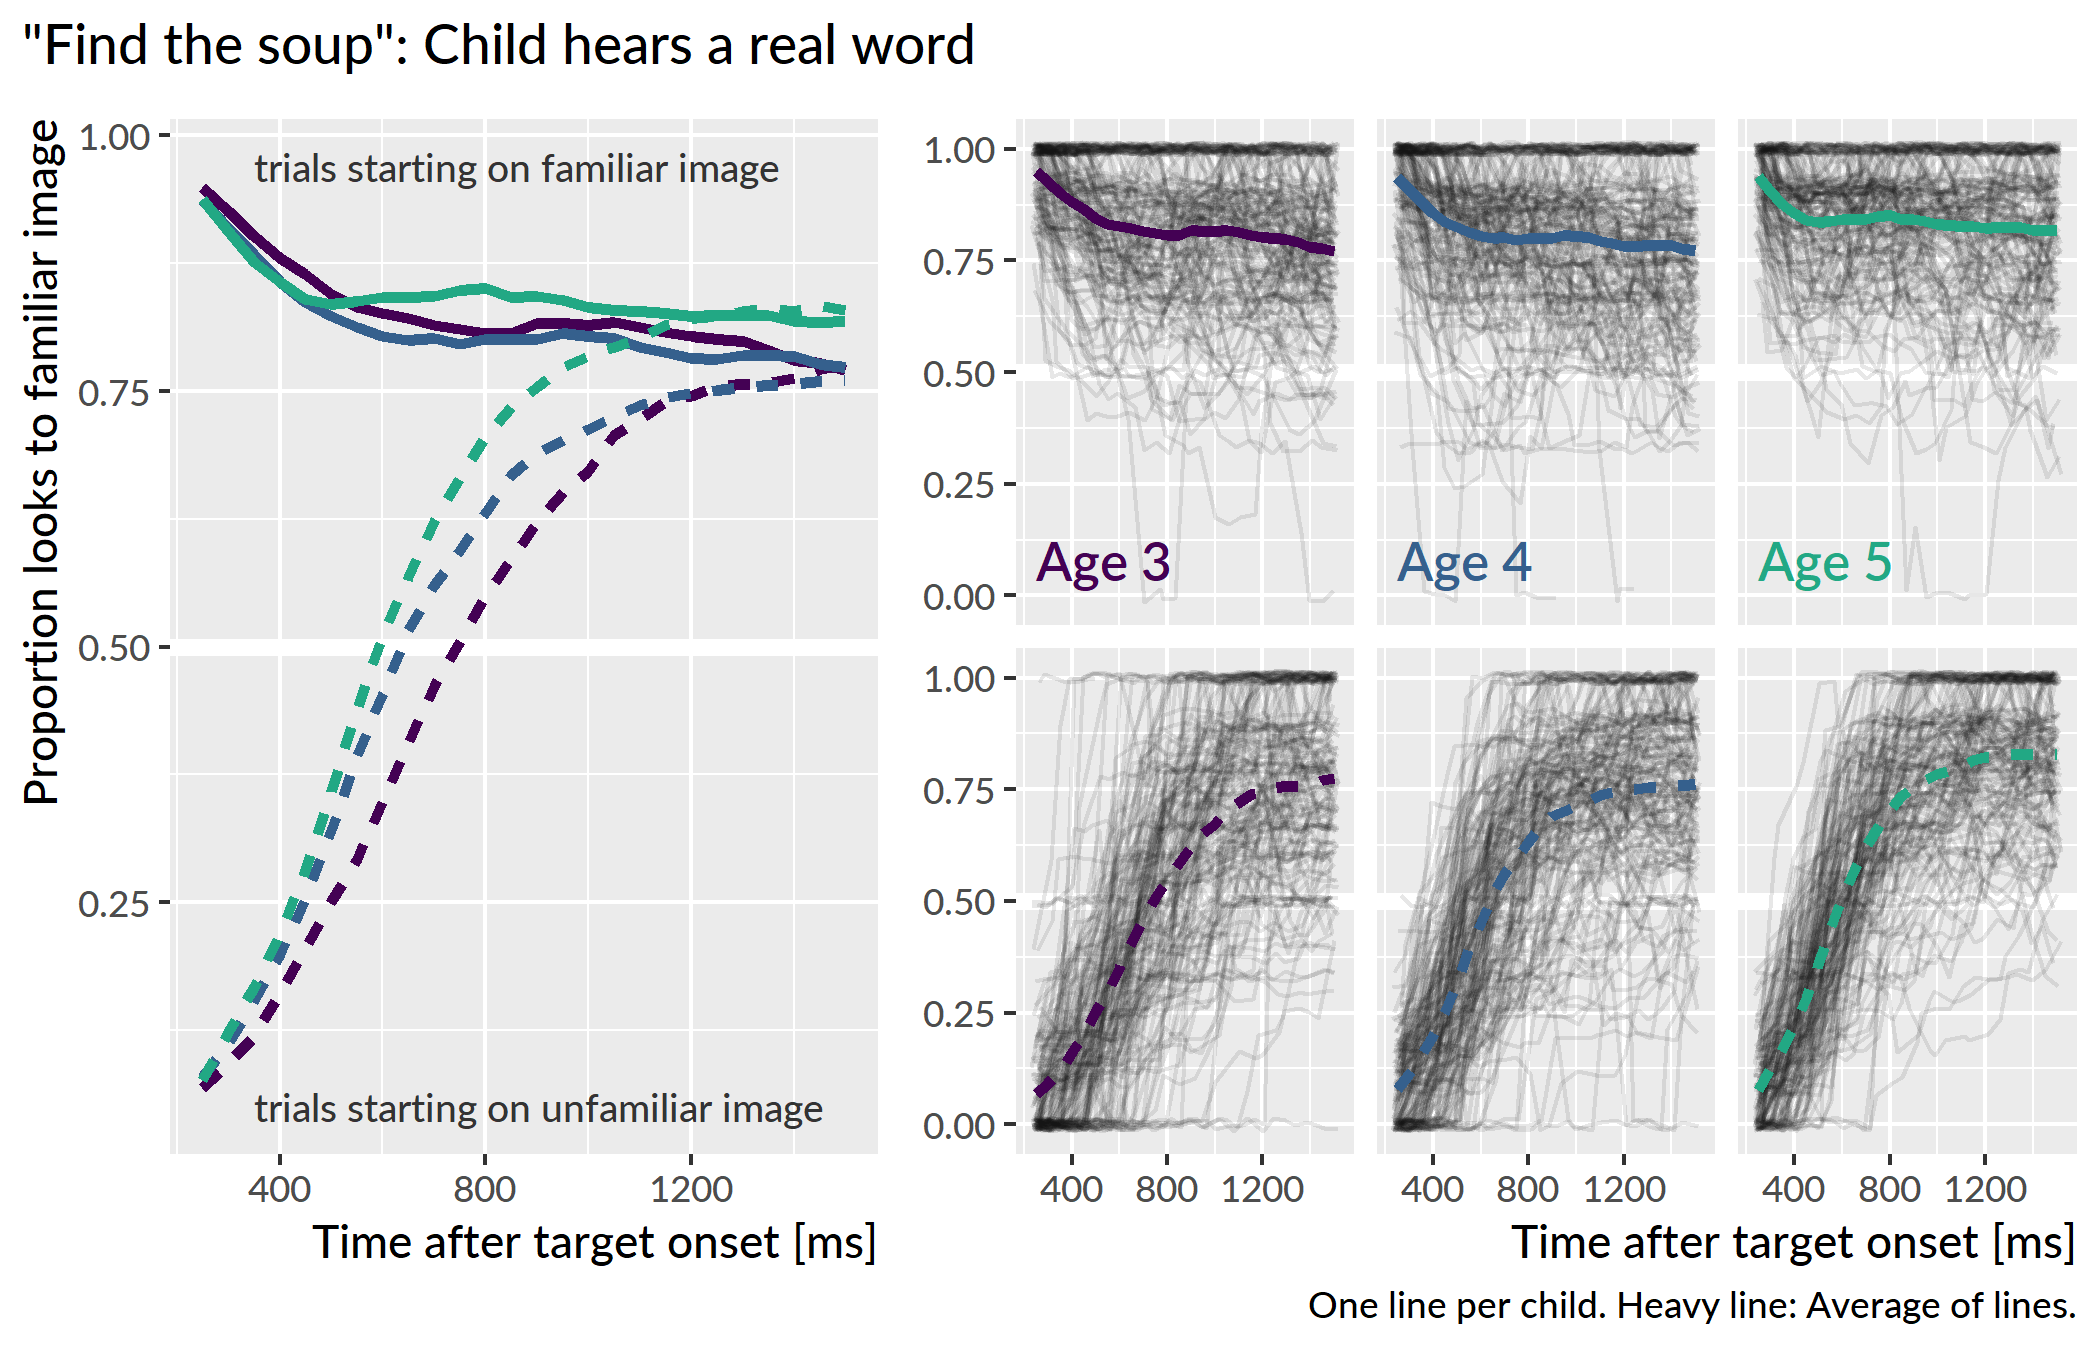 "Find the soup": Child hears a real word
Proportion looks to familiar image
1.00
0.75
0.50
0.25
trials starting on familiar image
trials starting on unfamiliar image
400 800 1200
Time after target onset [ms]
1.00
0.75
0.50
0.25
0.00
Age 3
Age 4
Age 5
1.00
0.75
0.50
0.25
0.00
400 800 1200
400 800 1200
400 800 1200
Time after target onset [ms]
One line per child. Heavy line: Average of lines.